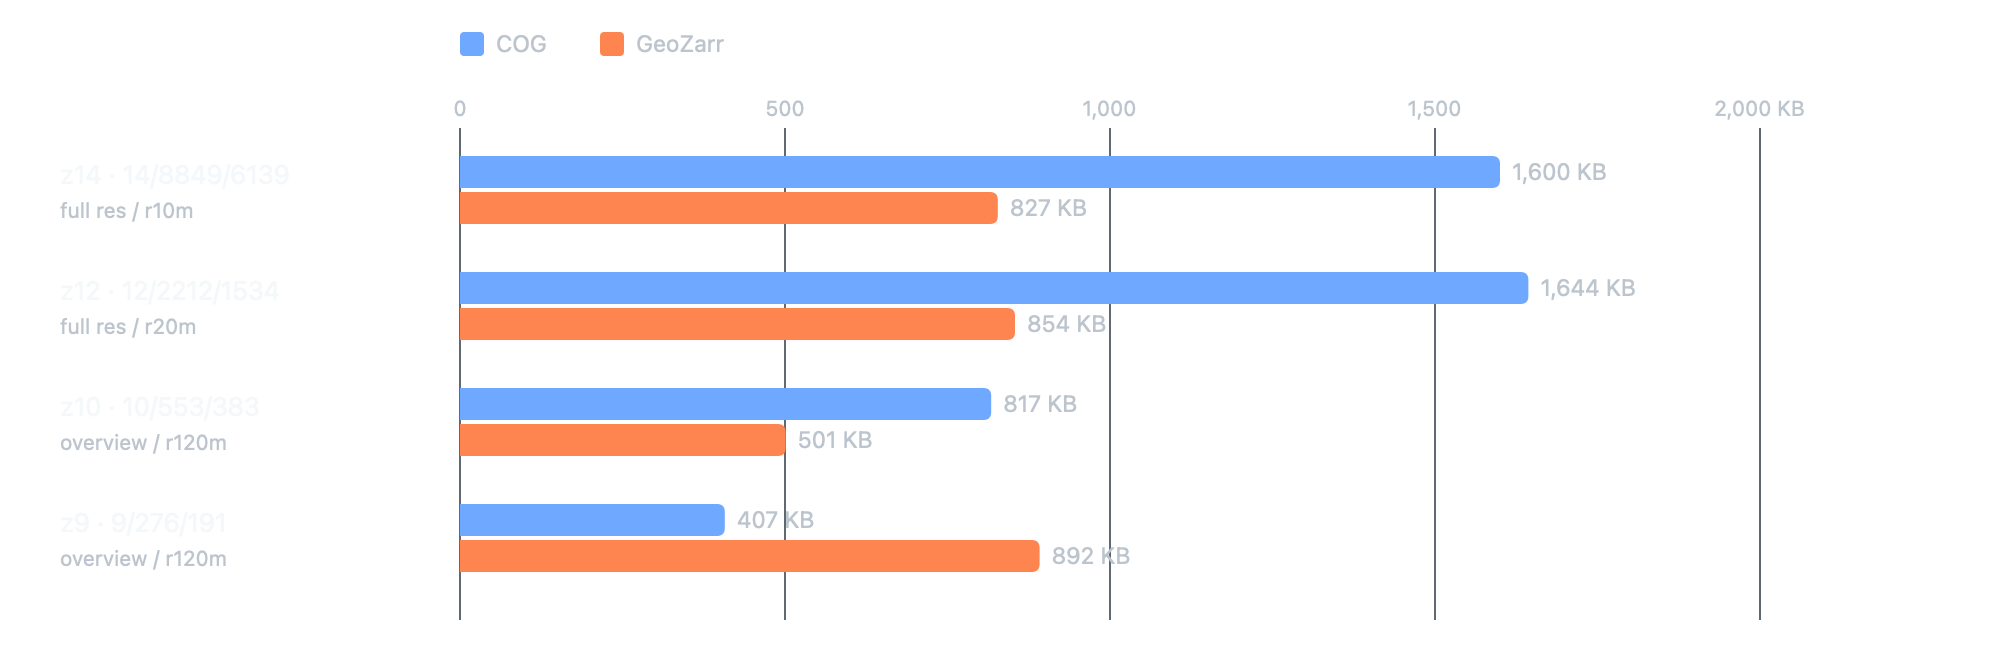 COG GeoZarr
0 500 1,000 1,500 2,000 KB
z14 · 14/8849/6139
1,600 KB
full res / r10m
827 KB
z12 · 12/2212/1534
1,644 KB
full res / r20m
854 KB
z10 · 10/553/383
817 KB
overview / r120m
501 KB
z9 · 9/276/191
407 KB
overview / r120m
892 KB